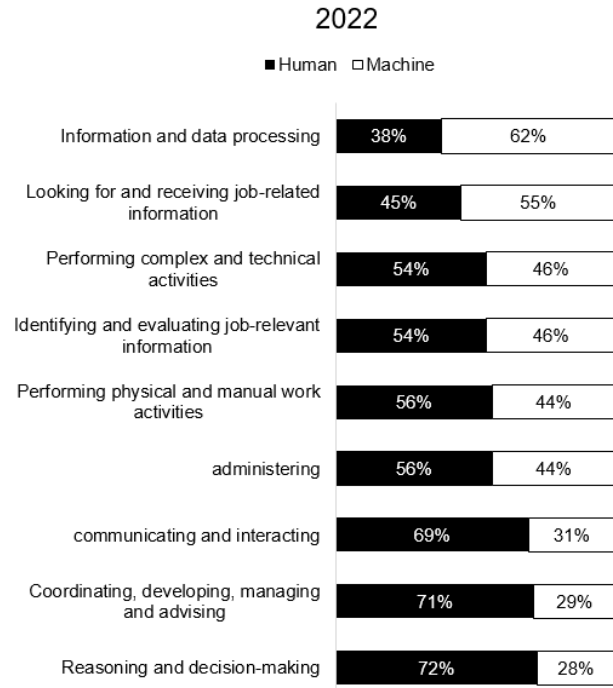 2022
Human Machine
Information and data processing 38% 62%
Looking for and receiving job-related
information 45% 55%
Performing complex and technical
activities 54% 46%
Identifying and evaluating job-relevant
information 54% 46%
Performing physical and manual work
activities 56% 44%
administering 56% 44%
communicating and interacting 69% 31%
Coordinating, developing, managing
and advising 71% 29%
Reasoning and decision-making 72% 28%